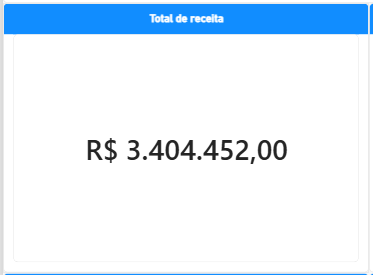 Total de receita
R$ 3.404.452,00